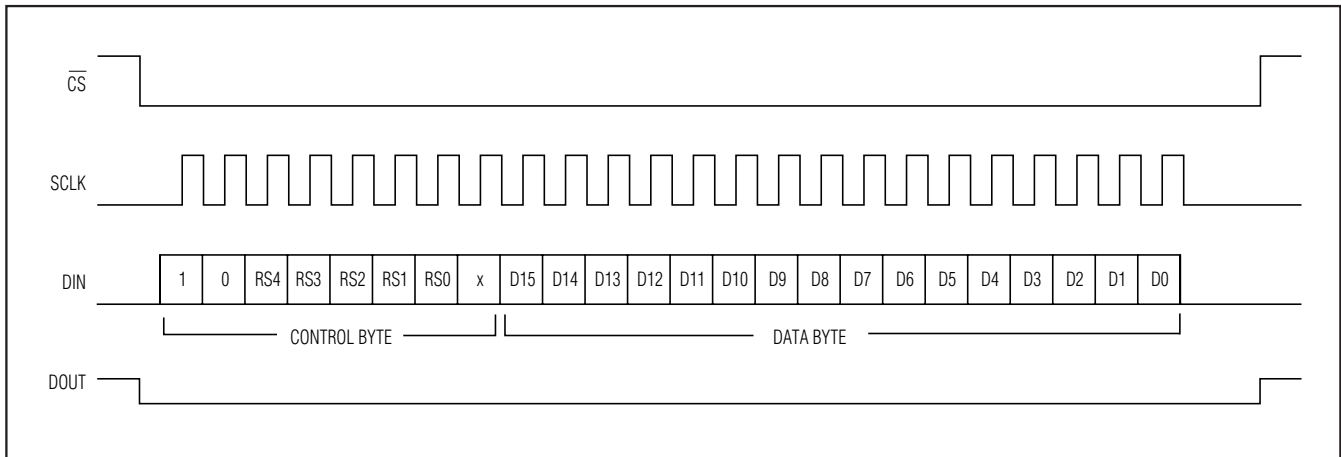 C̅S̅
SCLK
DIN 1 0 RS4 RS3 RS2 RS1 RS0 x D15 D14 D13 D12 D11 D10 D9 D8 D7 D6 D5 D4 D3 D2 D1 D0
CONTROL BYTE DATA BYTE
DOUT